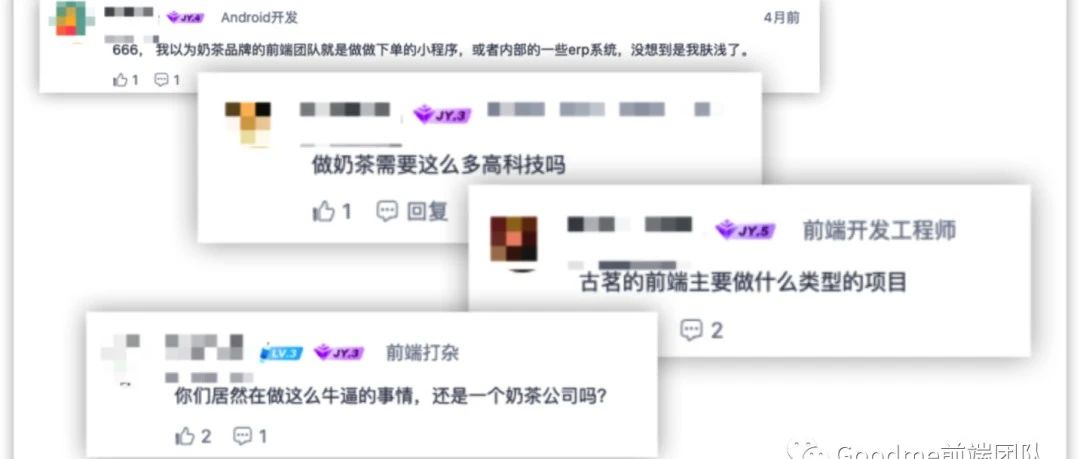 JY.4 Android开发 4月前
666，我以为奶茶品牌的前端团队就是做做下单的小程序，或者内部的一些erp系统，没想到是我肤浅了。
1 1
JY.3
做奶茶需要这么多高科技吗
1 回复
JY.5 前端开发工程师
古茗的前端主要做什么类型的项目
2
LV.3 JY.3 前端打杂
你们居然在做这么牛逼的事情，还是一个奶茶公司吗?
2 1
Goodme前端团队